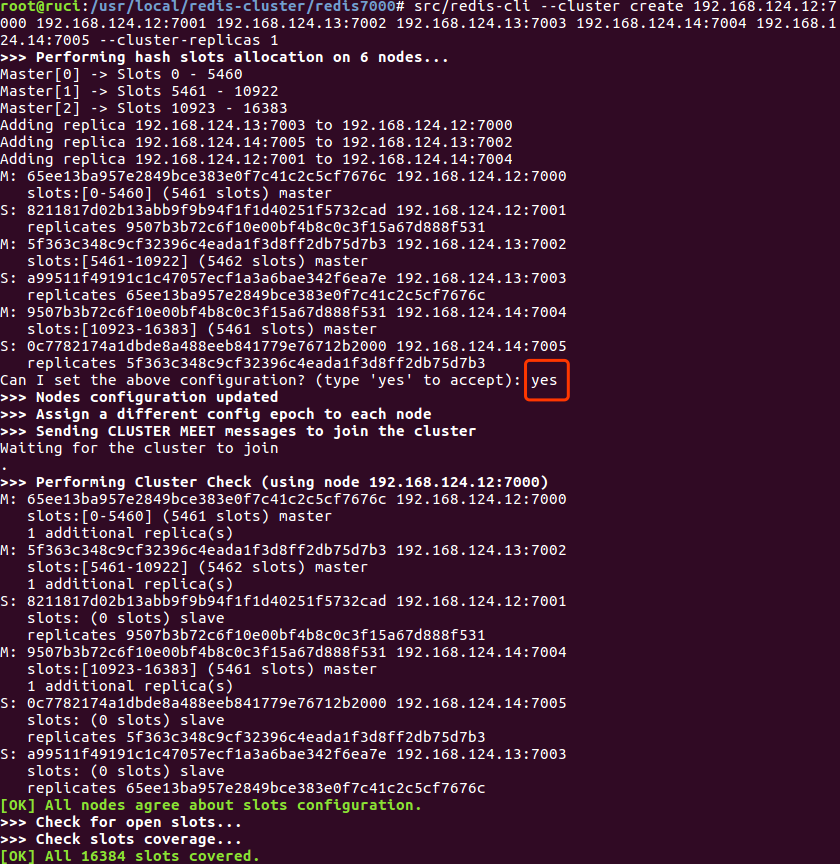 root@ruci:/usr/local/redis-cluster/redis7000# src/redis-cli --cluster create 192.168.124.12:7
000 192.168.124.12:7001 192.168.124.13:7002 192.168.124.13:7003 192.168.124.14:7004 192.168.1
24.14:7005 --cluster-replicas 1
>>> Performing hash slots allocation on 6 nodes...
Master[0] -> Slots 0 - 5460
Master[1] -> Slots 5461 - 10922
Master[2] -> Slots 10923 - 16383
Adding replica 192.168.124.13:7003 to 192.168.124.12:7000
Adding replica 192.168.124.14:7005 to 192.168.124.13:7002
Adding replica 192.168.124.12:7001 to 192.168.124.14:7004
M: 65ee13ba957e2849bce383e0f7c41c2c5cf7676c 192.168.124.12:7000
   slots:[0-5460] (5461 slots) master
S: 8211817d02b13abb9f9b94f1f1d40251f5732cad 192.168.124.12:7001
   replicates 9507b3b72c6f10e00bf4b8c0c3f15a67d888f531
M: 5f363c348c9cf32396c4eada1f3d8ff2db75d7b3 192.168.124.13:7002
   slots:[5461-10922] (5462 slots) master
S: a99511f49191c1c47057ecf1a3a6bae342f6ea7e 192.168.124.13:7003
   replicates 65ee13ba957e2849bce383e0f7c41c2c5cf7676c
M: 9507b3b72c6f10e00bf4b8c0c3f15a67d888f531 192.168.124.14:7004
   slots:[10923-16383] (5461 slots) master
S: 0c7782174a1dbde8a488eeb841779e76712b2000 192.168.124.14:7005
   replicates 5f363c348c9cf32396c4eada1f3d8ff2db75d7b3
Can I set the above configuration? (type 'yes' to accept): yes
>>> Nodes configuration updated
>>> Assign a different config epoch to each node
>>> Sending CLUSTER MEET messages to join the cluster
Waiting for the cluster to join
.
>>> Performing Cluster Check (using node 192.168.124.12:7000)
M: 65ee13ba957e2849bce383e0f7c41c2c5cf7676c 192.168.124.12:7000
   slots:[0-5460] (5461 slots) master
   1 additional replica(s)
M: 5f363c348c9cf32396c4eada1f3d8ff2db75d7b3 192.168.124.13:7002
   slots:[5461-10922] (5462 slots) master
   1 additional replica(s)
S: 8211817d02b13abb9f9b94f1f1d40251f5732cad 192.168.124.12:7001
   slots: (0 slots) slave
   replicates 9507b3b72c6f10e00bf4b8c0c3f15a67d888f531
M: 9507b3b72c6f10e00bf4b8c0c3f15a67d888f531 192.168.124.14:7004
   slots:[10923-16383] (5461 slots) master
   1 additional replica(s)
S: 0c7782174a1dbde8a488eeb841779e76712b2000 192.168.124.14:7005
   slots: (0 slots) slave
   replicates 5f363c348c9cf32396c4eada1f3d8ff2db75d7b3
S: a99511f49191c1c47057ecf1a3a6bae342f6ea7e 192.168.124.13:7003
   slots: (0 slots) slave
   replicates 65ee13ba957e2849bce383e0f7c41c2c5cf7676c
[OK] All nodes agree about slots configuration.
>>> Check for open slots...
>>> Check slots coverage...
[OK] All 16384 slots covered.